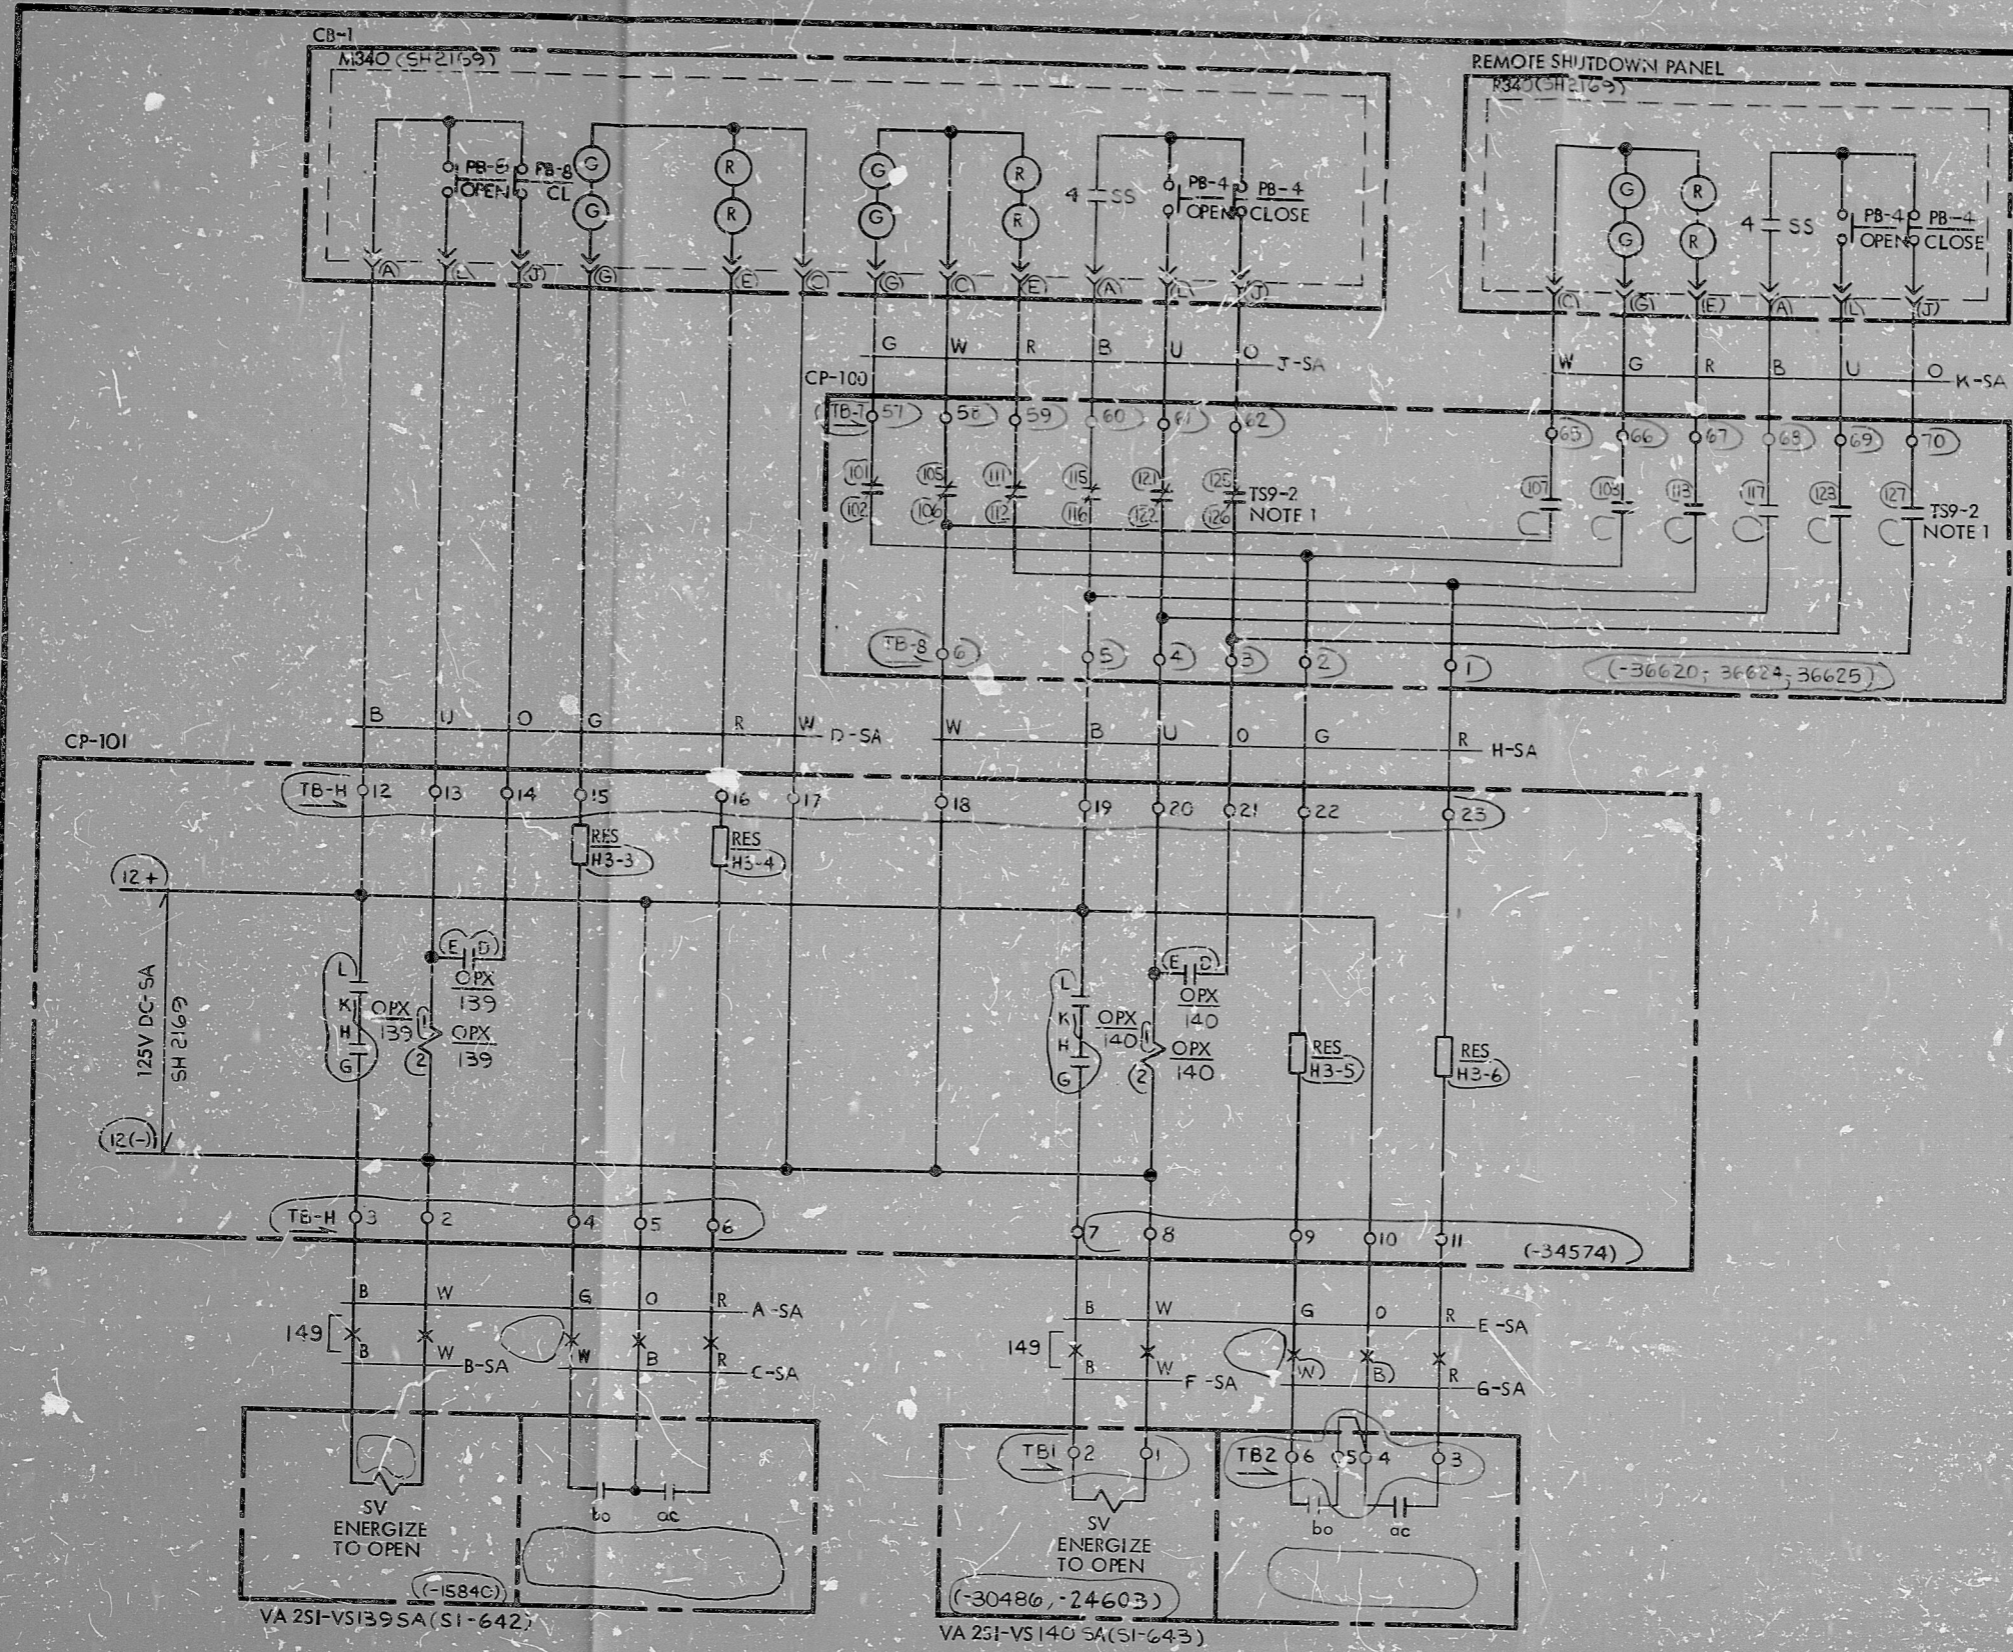 CB-1
M340 (SH2169)
REMOTE SHUTDOWN PANEL
R340 (SH2169)
PB-8 OPEN
PB-8 CL
G
G
R
R
G
G
R
R
4 SS
PB-4 OPEN
PB-4 CLOSE
G
G
R
R
4 SS
PB-4 OPEN
PB-4 CLOSE
(A) (L) (J) (G) (E) (C) (G) (C) (E) (A) (L) (J)
(C) (G) (E) (A) (L) (J)
G W R B U O J-SA
W G R B U O K-SA
CP-100
TB-7 57 58 59 60 61 62
65 66 67 68 69 70
101 105 111 115 121 125
102 106 112 116 122 126
TS9-2
NOTE 1
107 103 113 117 123 127
TS9-2
NOTE 1
TB-8 6 5 4 3 2 1
(-36620, 36624, 36625)
B U O G R W D-SA
W B U O G R H-SA
CP-101
TB-H 12 13 14 15 16 17 18 19 20 21 22 23
RES
H3-3
RES
H3-4
12+
125V DC-SA
SH 2169
12(-)
E D
OPX
139
L
K
H
G
OPX
139
1
2
OPX
139
E D
OPX
140
L
K
H
G
OPX
140
1
2
OPX
140
RES
H3-5
RES
H3-6
TB-H 3 2 4 5 6
7 8 9 10 11
(-34574)
B W G O R A-SA
B W G O R E-SA
149
B W B-SA
W B R C-SA
149
B W F-SA
W B R G-SA
SV
ENERGIZE
TO OPEN
bo ac
(-15840)
VA 2SI-VS139SA(SI-642)
TB1 2 1
TB2 6 5 4 3
SV
ENERGIZE
TO OPEN
bo ac
(-30486, -24603)
VA 2SI-VS140 SA(SI-643)